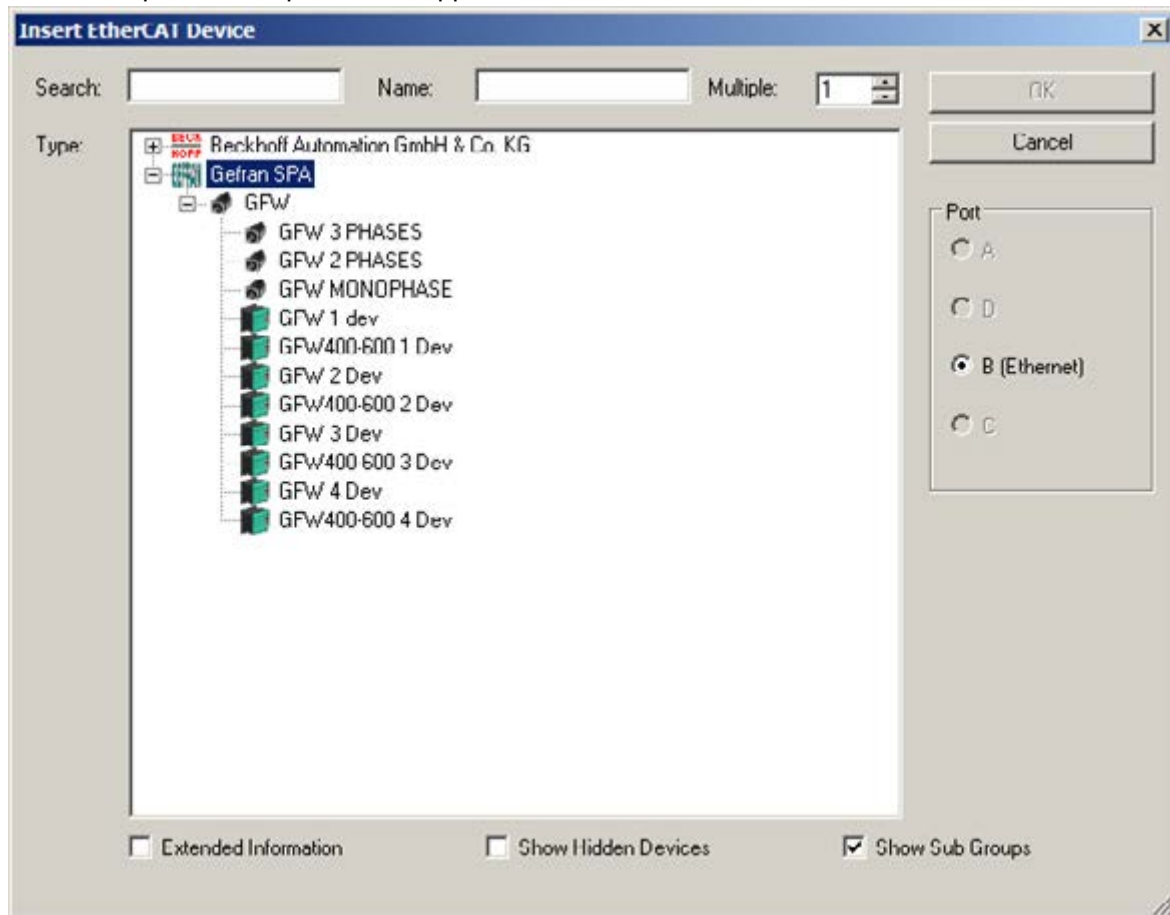 Insert EtherCAT Device
Search: Name: Multiple: 1 OK
Type: Cancel
BECKHOFF Beckhoff Automation GmbH & Co. KG
Gefran SPA
GFW
GFW 3 PHASES
GFW 2 PHASES
GFW MONOPHASE
GFW 1 dev
GFW400-600 1 Dev
GFW 2 Dev
GFW400-600 2 Dev
GFW 3 Dev
GFW400-600 3 Dev
GFW 4 Dev
GFW400-600 4 Dev
Port
A
D
B (Ethernet)
C
Extended Information Show Hidden Devices Show Sub Groups